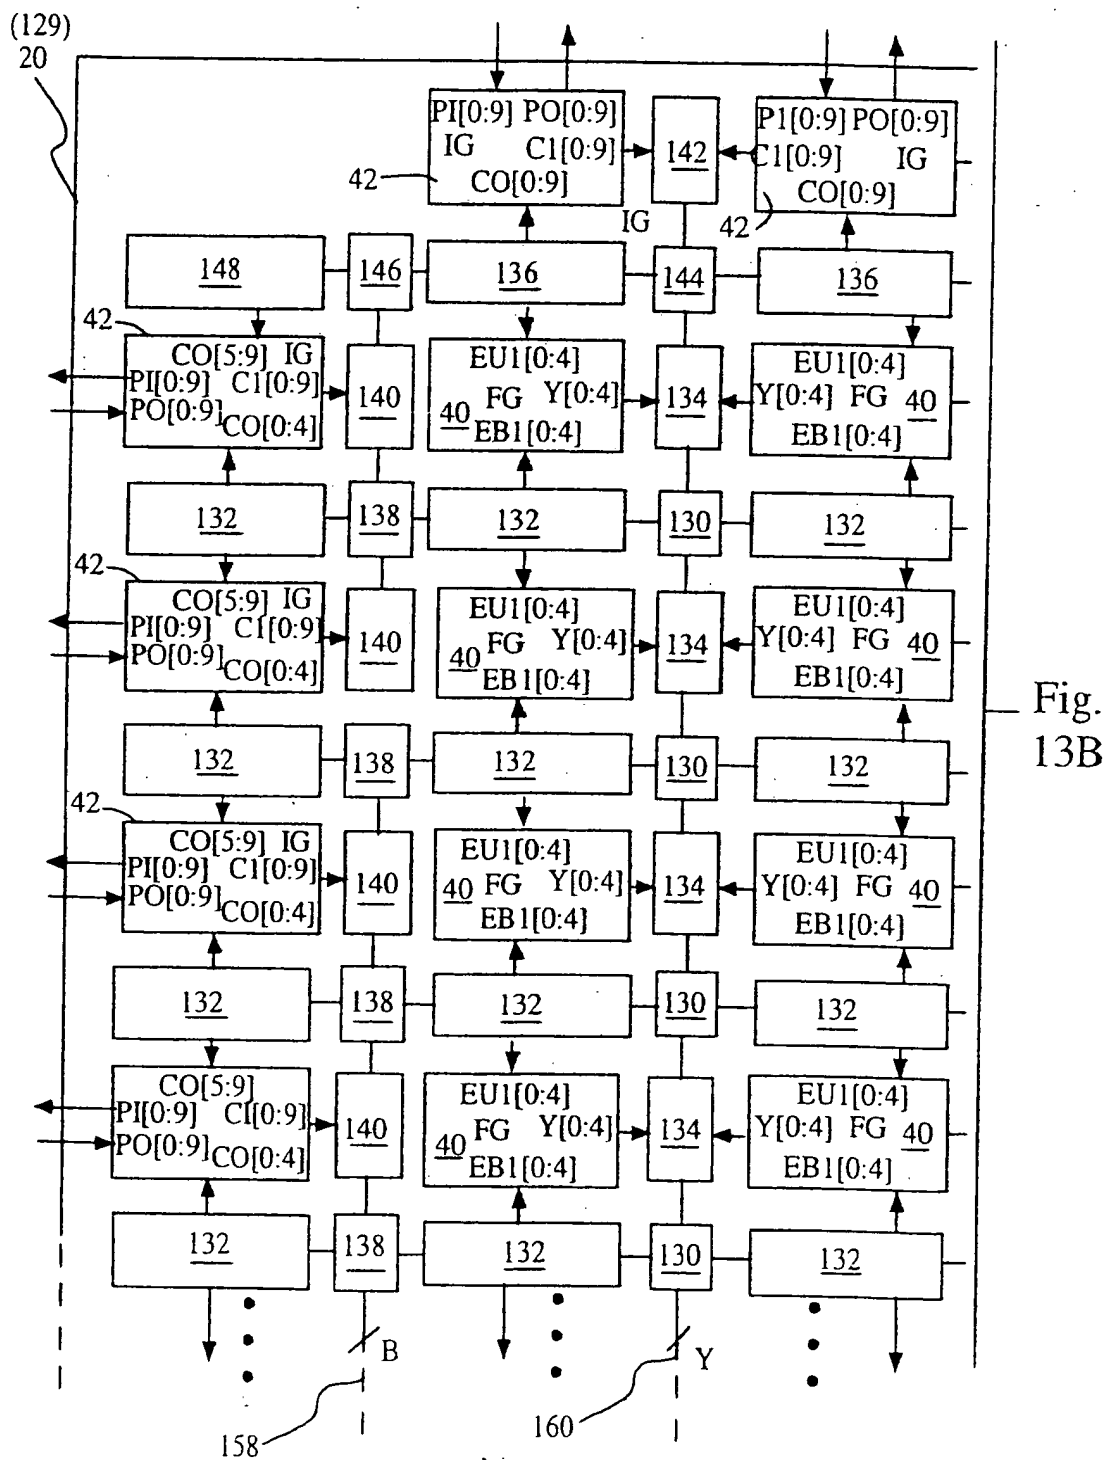 (129)
20
PI[0:9] PO[0:9]
IG C1[0:9]
CO[0:9]
42
142
P1[0:9] PO[0:9]
C1[0:9] IG
CO[0:9]
42
IG
148
146
136
144
136
42
CO[5:9] IG
PI[0:9] C1[0:9]
PO[0:9] CO[0:4]
140
EU1[0:4]
FG Y[0:4]
40 EB1[0:4]
134
EU1[0:4]
Y[0:4] FG 40
EB1[0:4]
132
138
132
130
132
42
CO[5:9] IG
PI[0:9] C1[0:9]
PO[0:9] CO[0:4]
140
EU1[0:4]
FG Y[0:4]
40 EB1[0:4]
134
EU1[0:4]
Y[0:4] FG 40
EB1[0:4]
Fig.
13B
132
138
132
130
132
42
CO[5:9] IG
PI[0:9] C1[0:9]
PO[0:9] CO[0:4]
140
EU1[0:4]
40 FG Y[0:4]
EB1[0:4]
134
EU1[0:4]
Y[0:4] FG 40
EB1[0:4]
132
138
132
130
132
CO[5:9]
PI[0:9] CI[0:9]
PO[0:9] CO[0:4]
140
EU1[0:4]
FG Y[0:4]
40 EB1[0:4]
134
EU1[0:4]
Y[0:4] FG 40
EB1[0:4]
132
138
132
130
132
B
Y
158
160